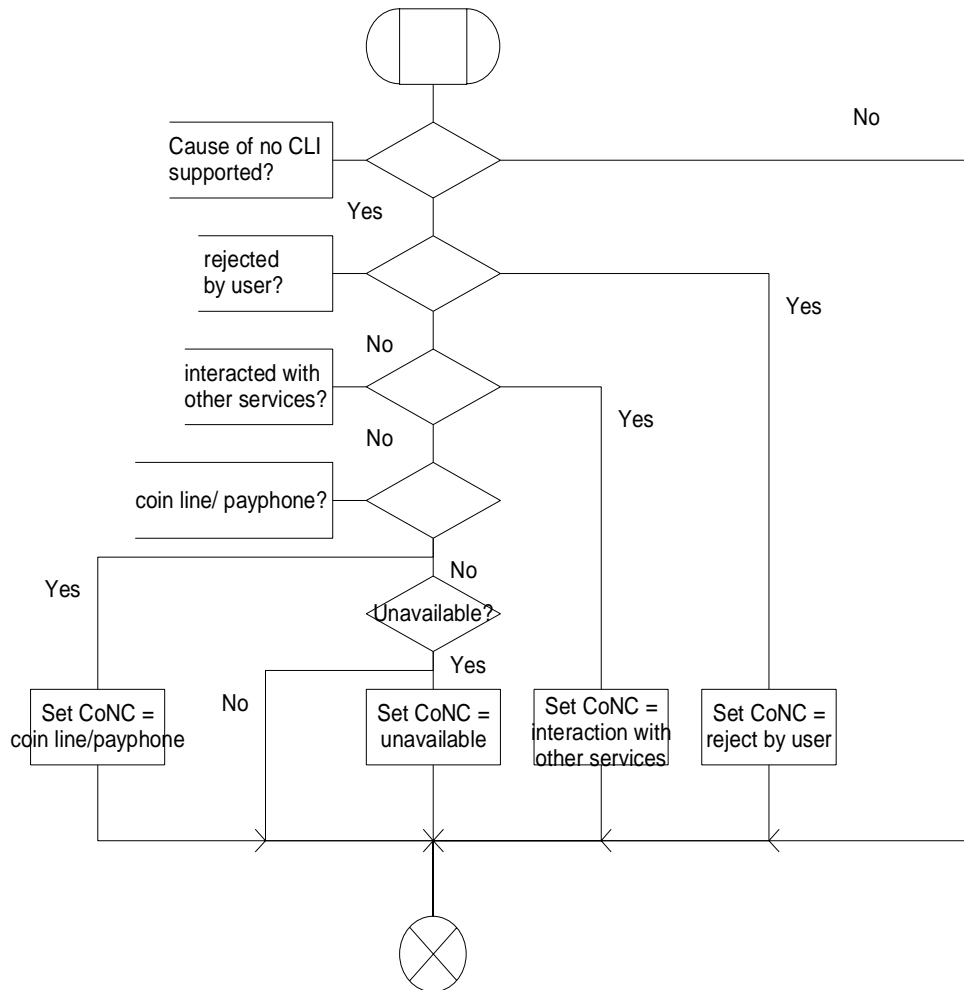 No
Cause of no CLI
supported?
Yes
rejected
by user?
Yes
No
interacted with
other services?
Yes
No
coin line/ payphone?
Yes
No
Unavailable?
Yes
No
Set CoNC =
coin line/payphone
Set CoNC =
unavailable
Set CoNC =
interaction with
other services
Set CoNC =
reject by user